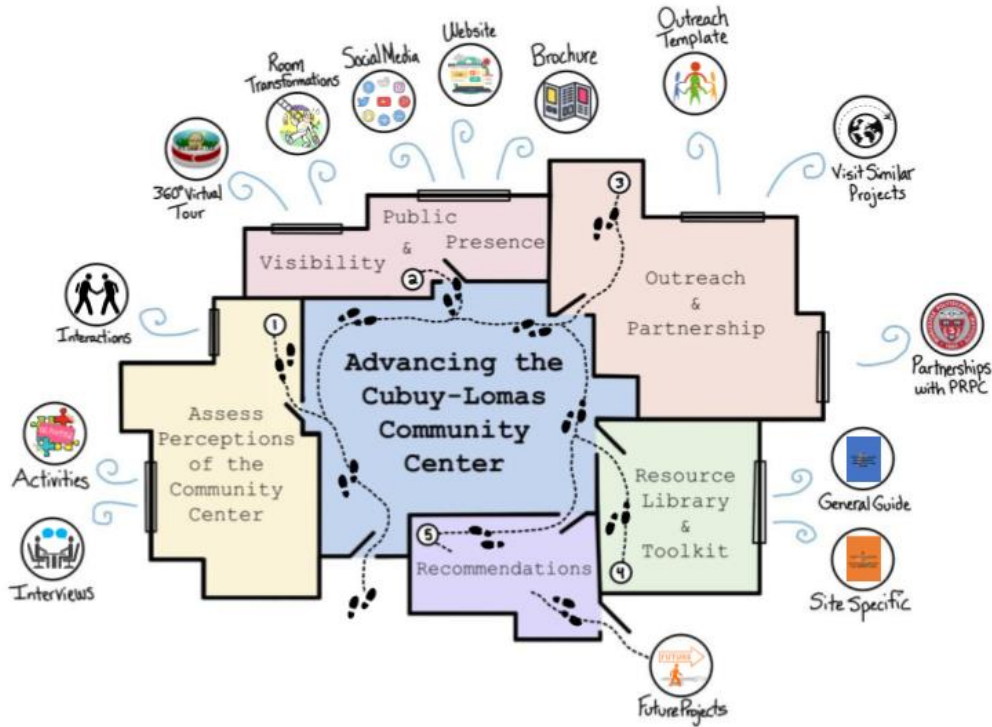 Outreach
Template
Website
Social Media
Brochure
Room
Transformations
360° Virtual
Tour
Visit Similar
Projects
3
Public
&
Presence
Visibility
2
Outreach
&
Partnership
Interactions
1
Advancing the
Cubuy-Lomas
Community
Center
Partnerships
with PRPC
Assess
Perceptions
of the
Community
Center
Activities
Resource
Library
&
Toolkit
General Guide
Interviews
5
Recommendations
4
Site Specific
FUTURE
Future Projects